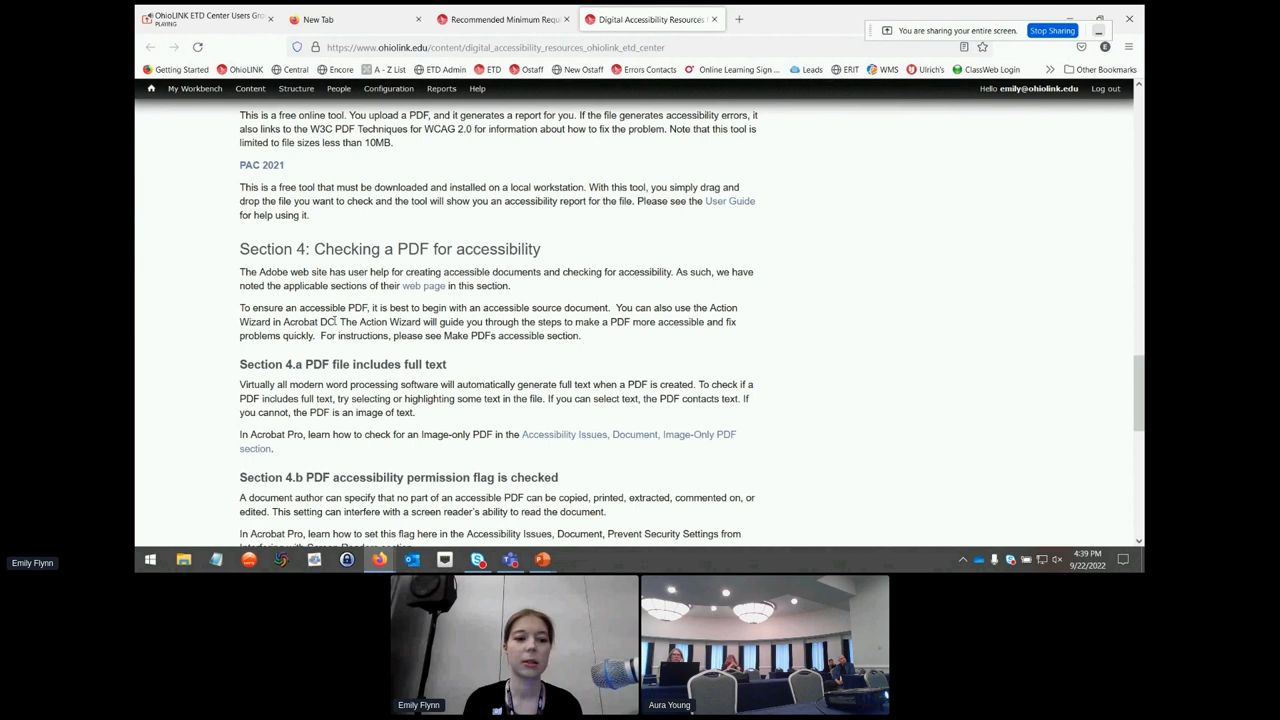 OhioLINK ETD Center Users Gro
PLAYING
New Tab
Recommended Minimum Requ
Digital Accessibility Resources
You are sharing your entire screen.
Stop Sharing
https://www.ohiolink.edu/content/digital_accessibility_resources_ohiolink_etd_center
Getting Started
OhioLINK
Central
Encore
A - Z List
ETD Admin
ETD
Ostaff
New Ostaff
Errors Contacts
Online Learning Sign ...
Leads
ERIT
WMS
Ulrich's
ClassWeb Login
Other Bookmarks
My Workbench
Content
Structure
People
Configuration
Reports
Help
Hello emily@ohiolink.edu
Log out
This is a free online tool. You upload a PDF, and it generates a report for you. If the file generates accessibility errors, it
also links to the W3C PDF Techniques for WCAG 2.0 for information about how to fix the problem. Note that this tool is
limited to file sizes less than 10MB.
PAC 2021
This is a free tool that must be downloaded and installed on a local workstation. With this tool, you simply drag and
drop the file you want to check and the tool will show you an accessibility report for the file. Please see the User Guide
for help using it.
Section 4: Checking a PDF for accessibility
The Adobe web site has user help for creating accessible documents and checking for accessibility. As such, we have
noted the applicable sections of their web page in this section.
To ensure an accessible PDF, it is best to begin with an accessible source document. You can also use the Action
Wizard in Acrobat DC. The Action Wizard will guide you through the steps to make a PDF more accessible and fix
problems quickly. For instructions, please see Make PDFs accessible section.
Section 4.a PDF file includes full text
Virtually all modern word processing software will automatically generate full text when a PDF is created. To check if a
PDF includes full text, try selecting or highlighting some text in the file. If you can select text, the PDF contacts text. If
you cannot, the PDF is an image of text.
In Acrobat Pro, learn how to check for an Image-only PDF in the Accessibility Issues, Document, Image-Only PDF
section.
Section 4.b PDF accessibility permission flag is checked
A document author can specify that no part of an accessible PDF can be copied, printed, extracted, commented on, or
edited. This setting can interfere with a screen reader's ability to read the document.
In Acrobat Pro, learn how to set this flag here in the Accessibility Issues, Document, Prevent Security Settings from
4:39 PM
9/22/2022
Emily Flynn
Emily Flynn
Aura Young